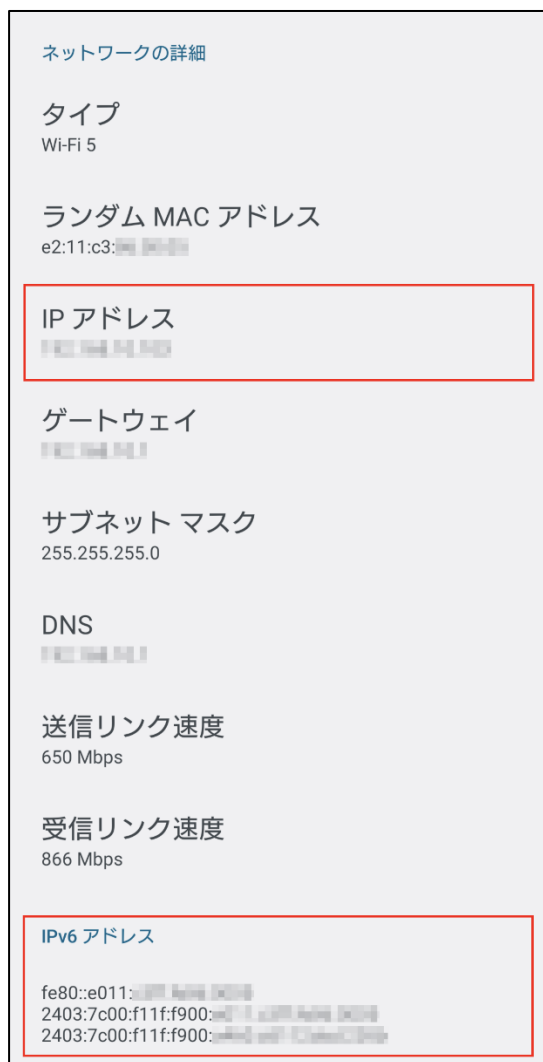 ネットワークの詳細
タイプ
Wi-Fi 5
ランダム MAC アドレス
e2:11:c3:
IP アドレス
ゲートウェイ
サブネット マスク
255.255.255.0
DNS
送信リンク速度
650 Mbps
受信リンク速度
866 Mbps
IPv6 アドレス
fe80::e011:
2403:7c00:f11f:f900:
2403:7c00:f11f:f900: